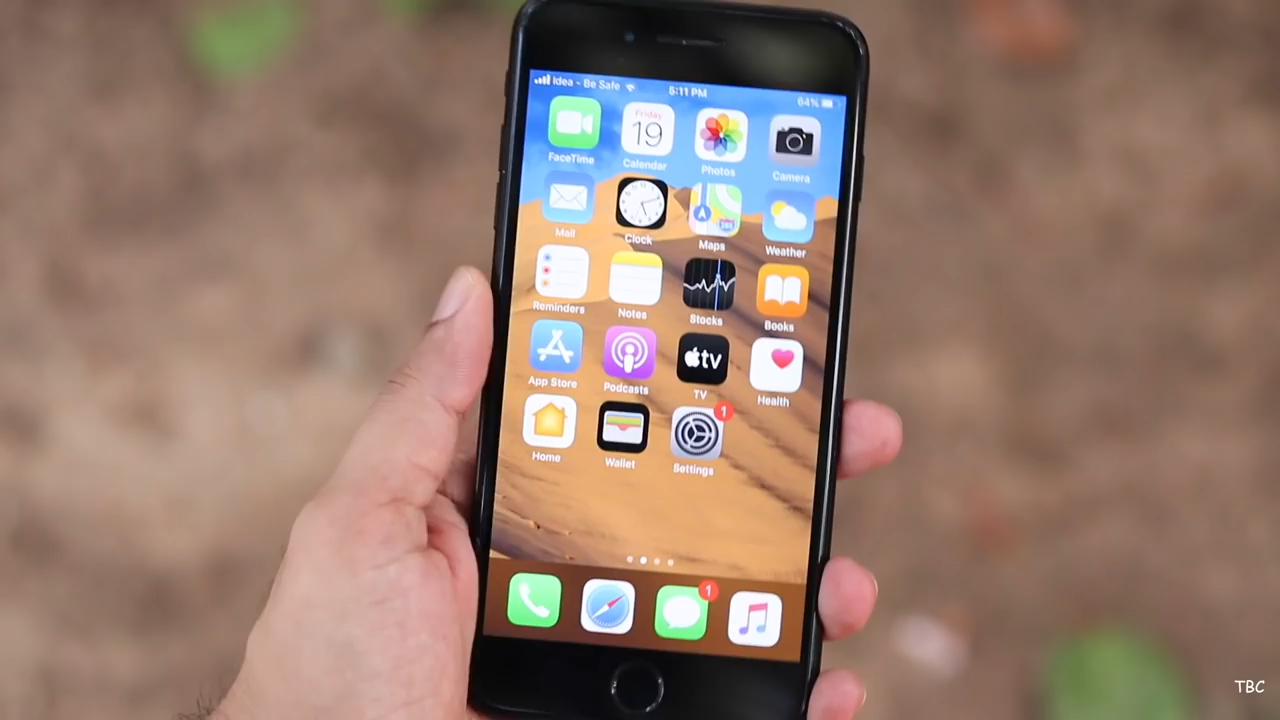 Idea - Be Safe 5:11 PM 64%
FaceTime
Friday
19
Calendar
Photos
Camera
Mail
Clock
280
Maps
Weather
Reminders
Notes
Stocks
Books
App Store
Podcasts
tv
TV
Health
Home
Wallet
1
Settings
1
TBC